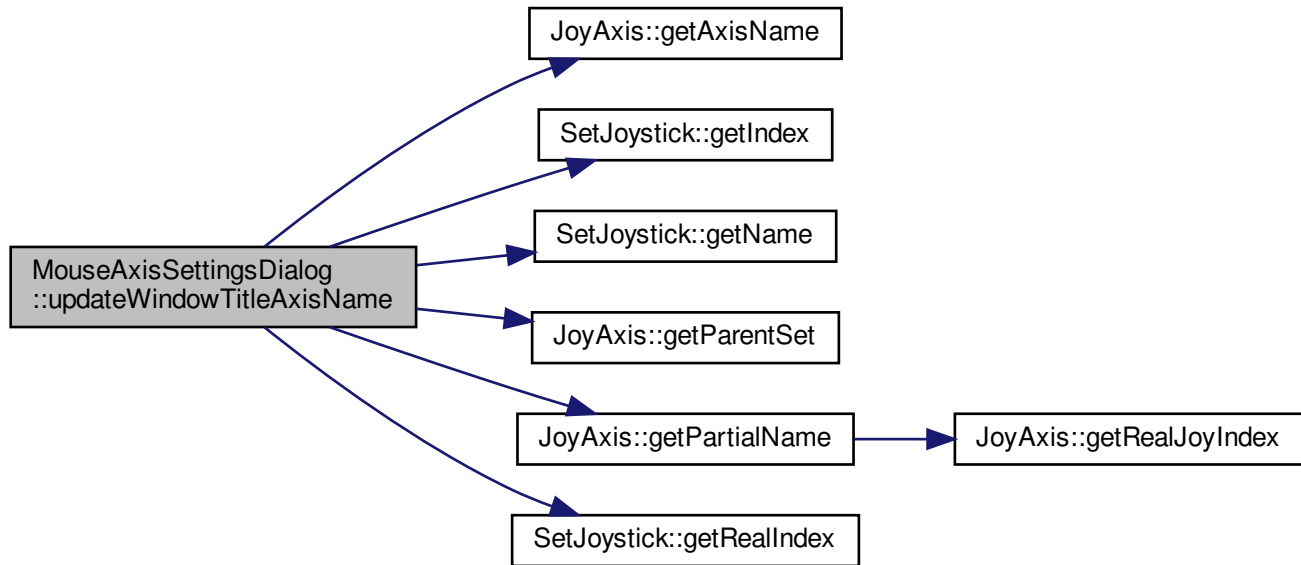 JoyAxis::getAxisName
SetJoystick::getIndex
SetJoystick::getName
MouseAxisSettingsDialog
::updateWindowTitleAxisName
JoyAxis::getParentSet
JoyAxis::getPartialName
JoyAxis::getRealJoyIndex
SetJoystick::getRealIndex